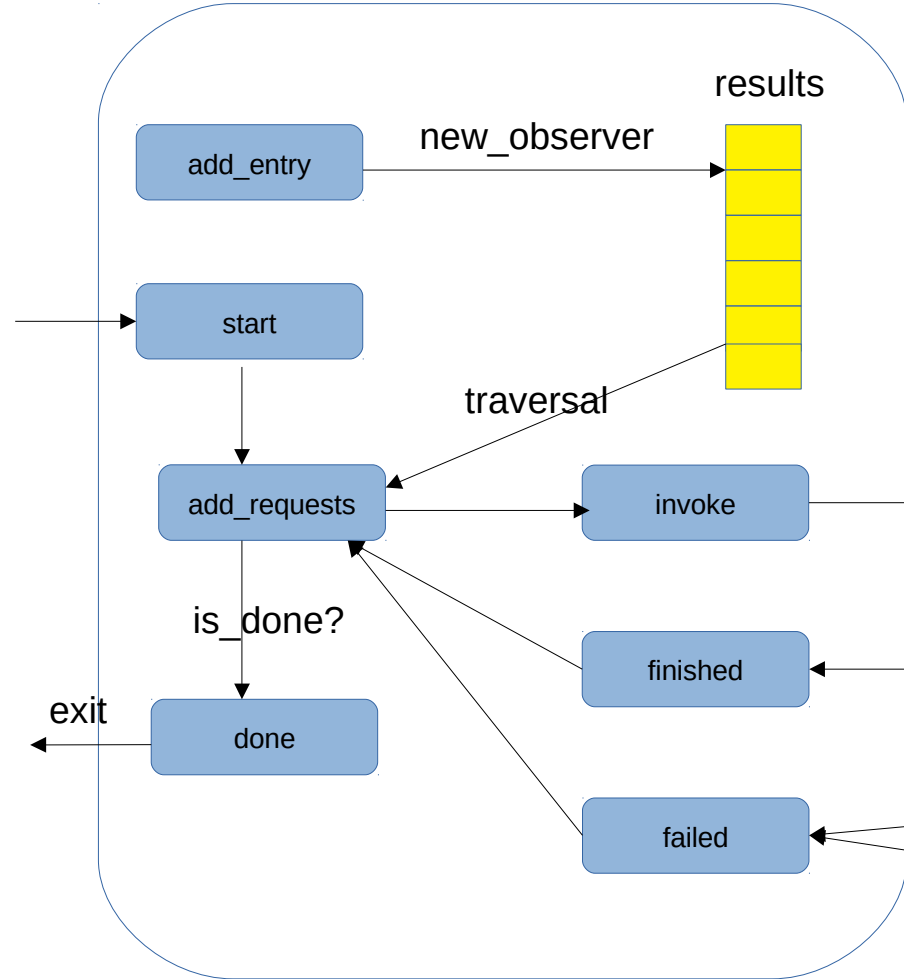 results
new_observer
add_entry
start
traversal
add_requests
invoke
is_done?
finished
exit
done
failed